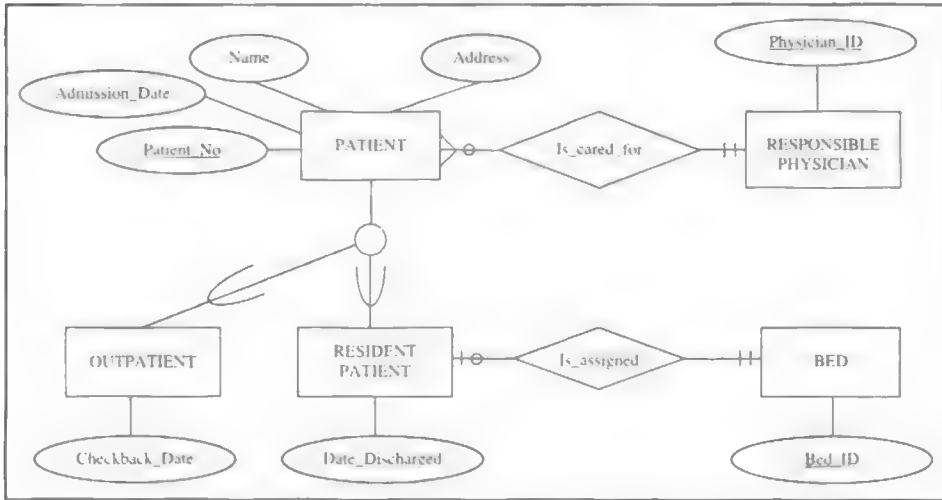 Name
Address
Physician_ID
Admission_Date
Patient_No
PATIENT
Is_cared_for
RESPONSIBLE
PHYSICIAN
OUTPATIENT
RESIDENT
PATIENT
Is_assigned
BED
Checkback_Date
Date_Discharged
Bed_ID